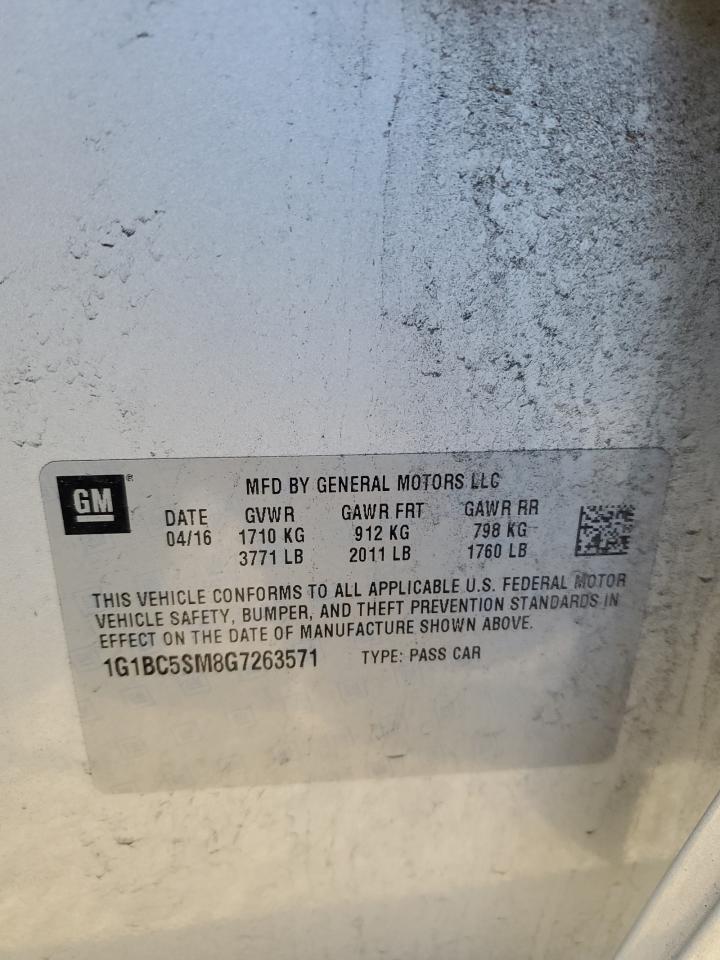 GM®
MFD BY GENERAL MOTORS LLC
DATE GVWR GAWR FRT GAWR RR
04/16 1710 KG 912 KG 798 KG
3771 LB 2011 LB 1760 LB
THIS VEHICLE CONFORMS TO ALL APPLICABLE U.S. FEDERAL MOTOR
VEHICLE SAFETY, BUMPER, AND THEFT PREVENTION STANDARDS IN
EFFECT ON THE DATE OF MANUFACTURE SHOWN ABOVE.
1G1BC5SM8G7263571 TYPE: PASS CAR